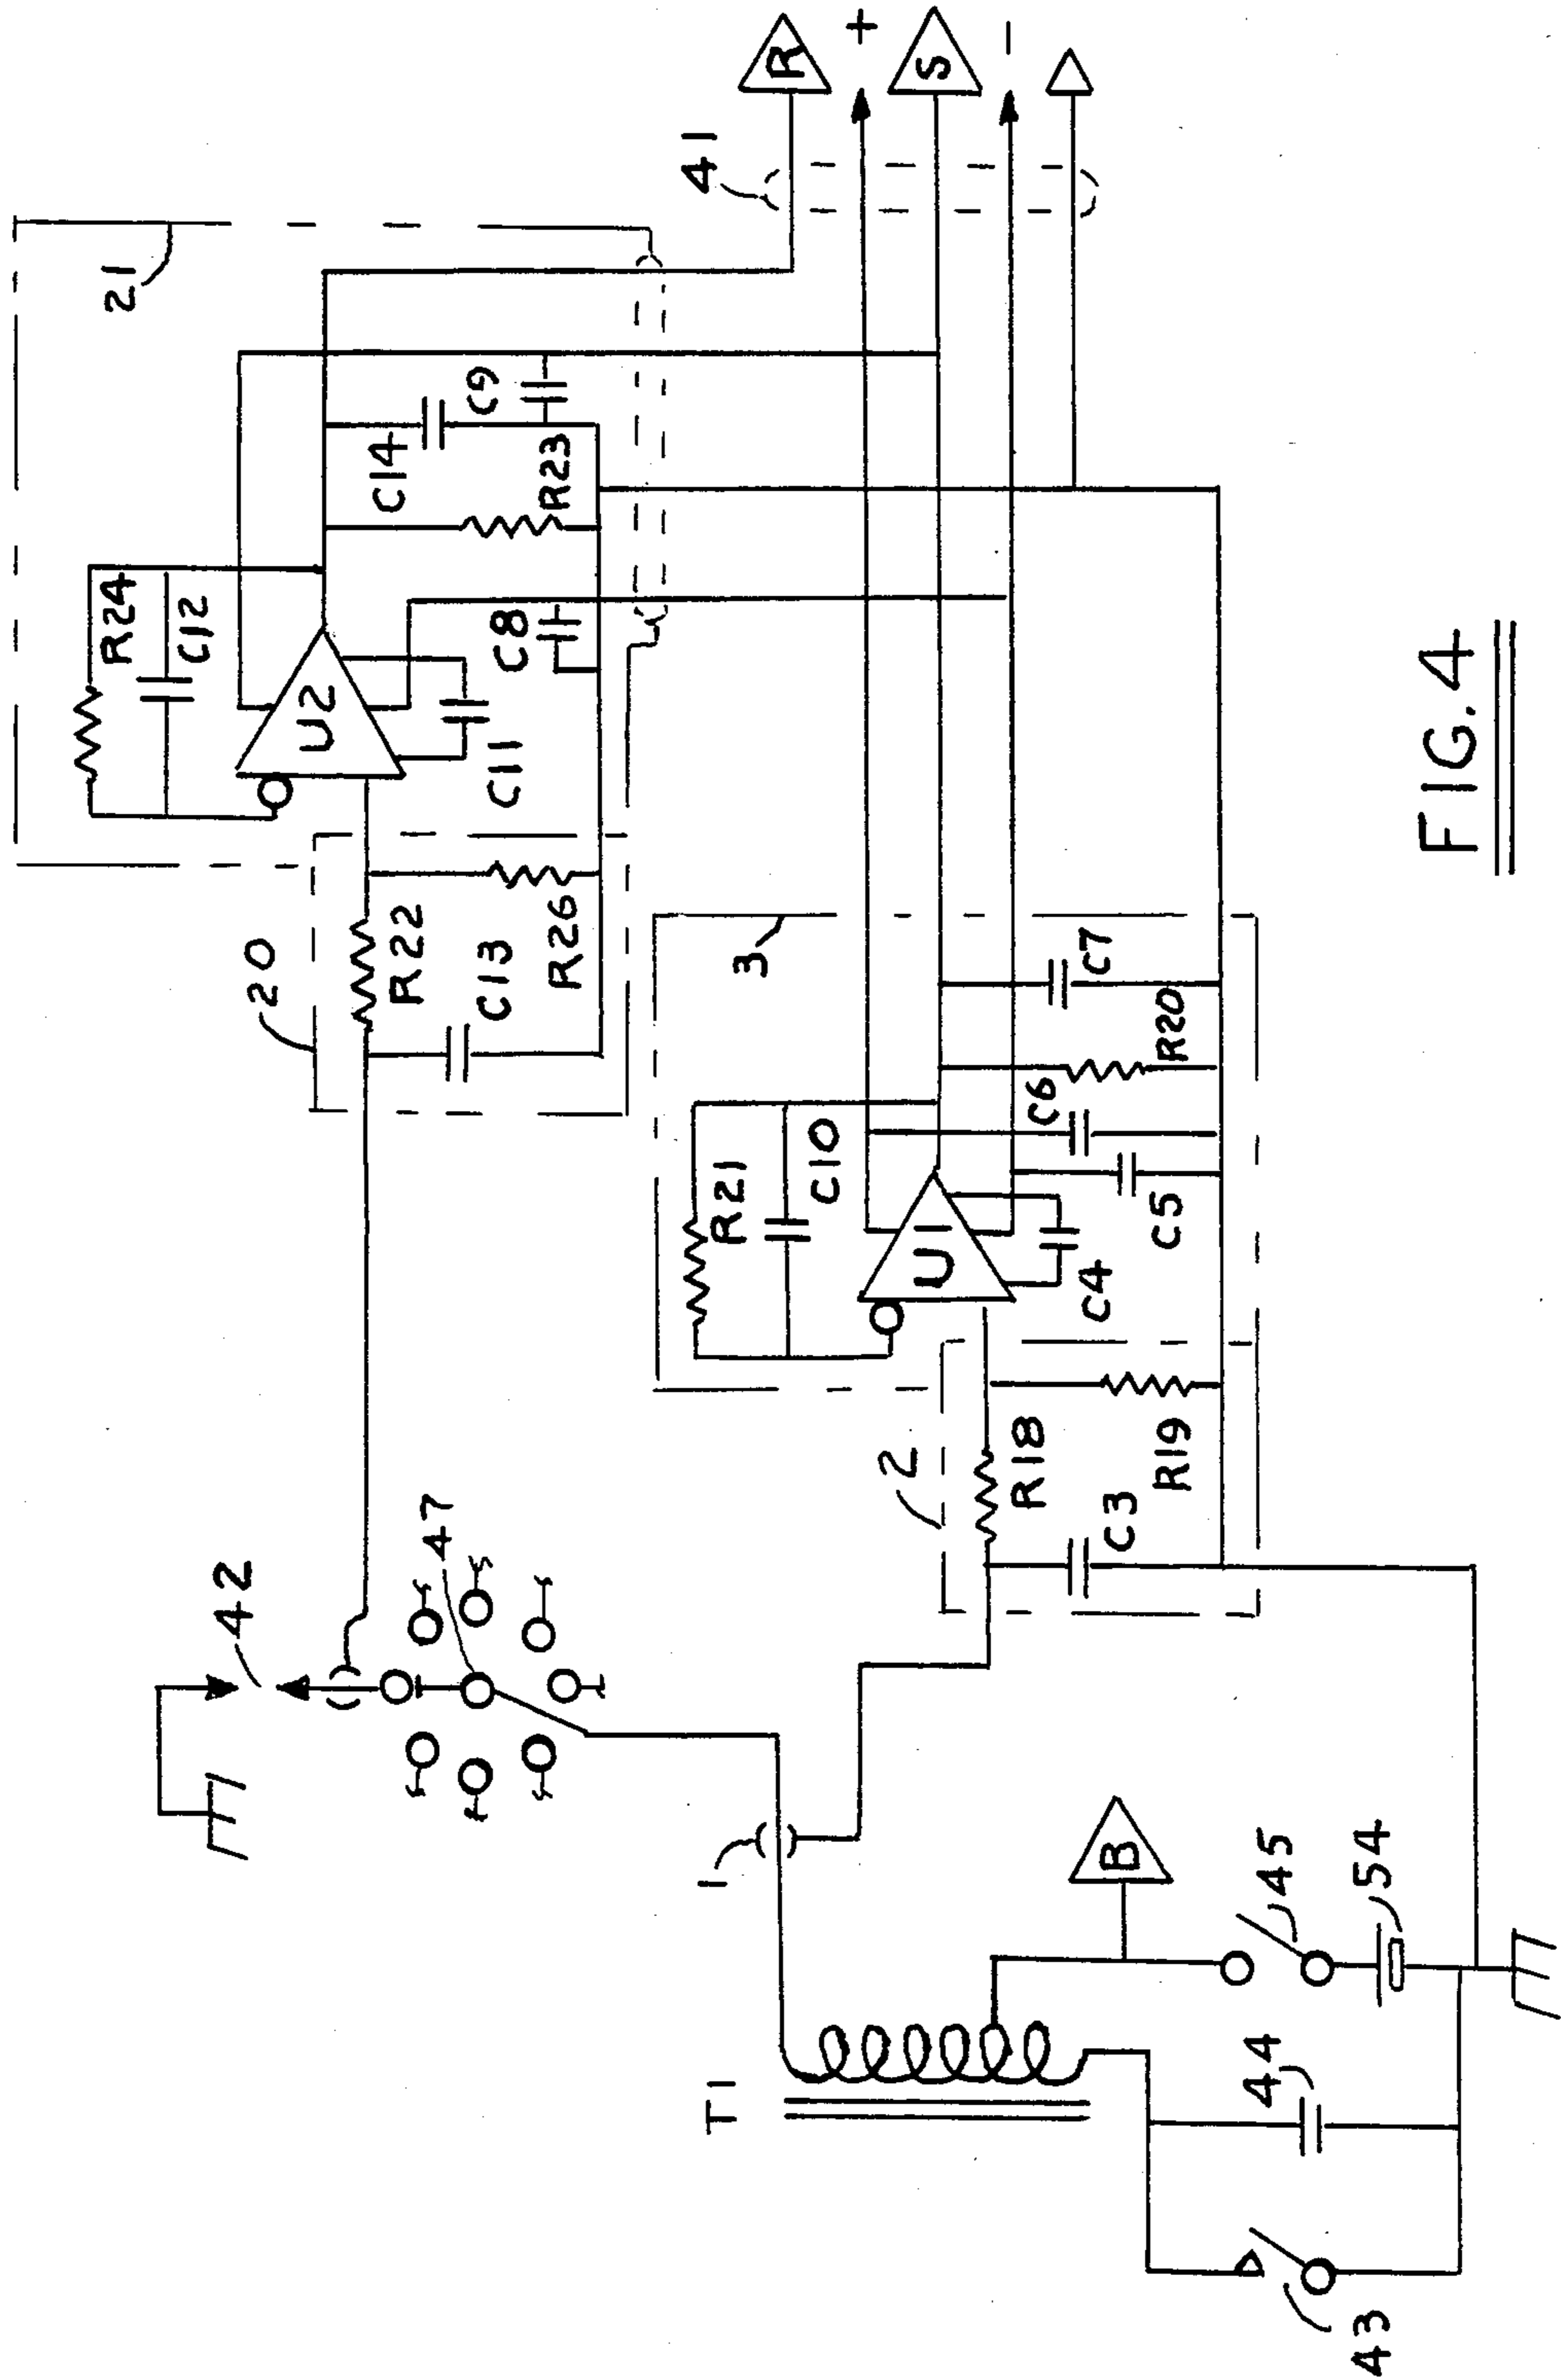 R
+
S
−
41
21
R24
C12
U2
C11
C8
C14
C9
R23
20
R22
C13
R26
3
R21
C10
U1
C4
C5
C6
R20
C7
2
R18
C3
R19
42
47
1
B
45
54
T1
44
43
FIG. 4